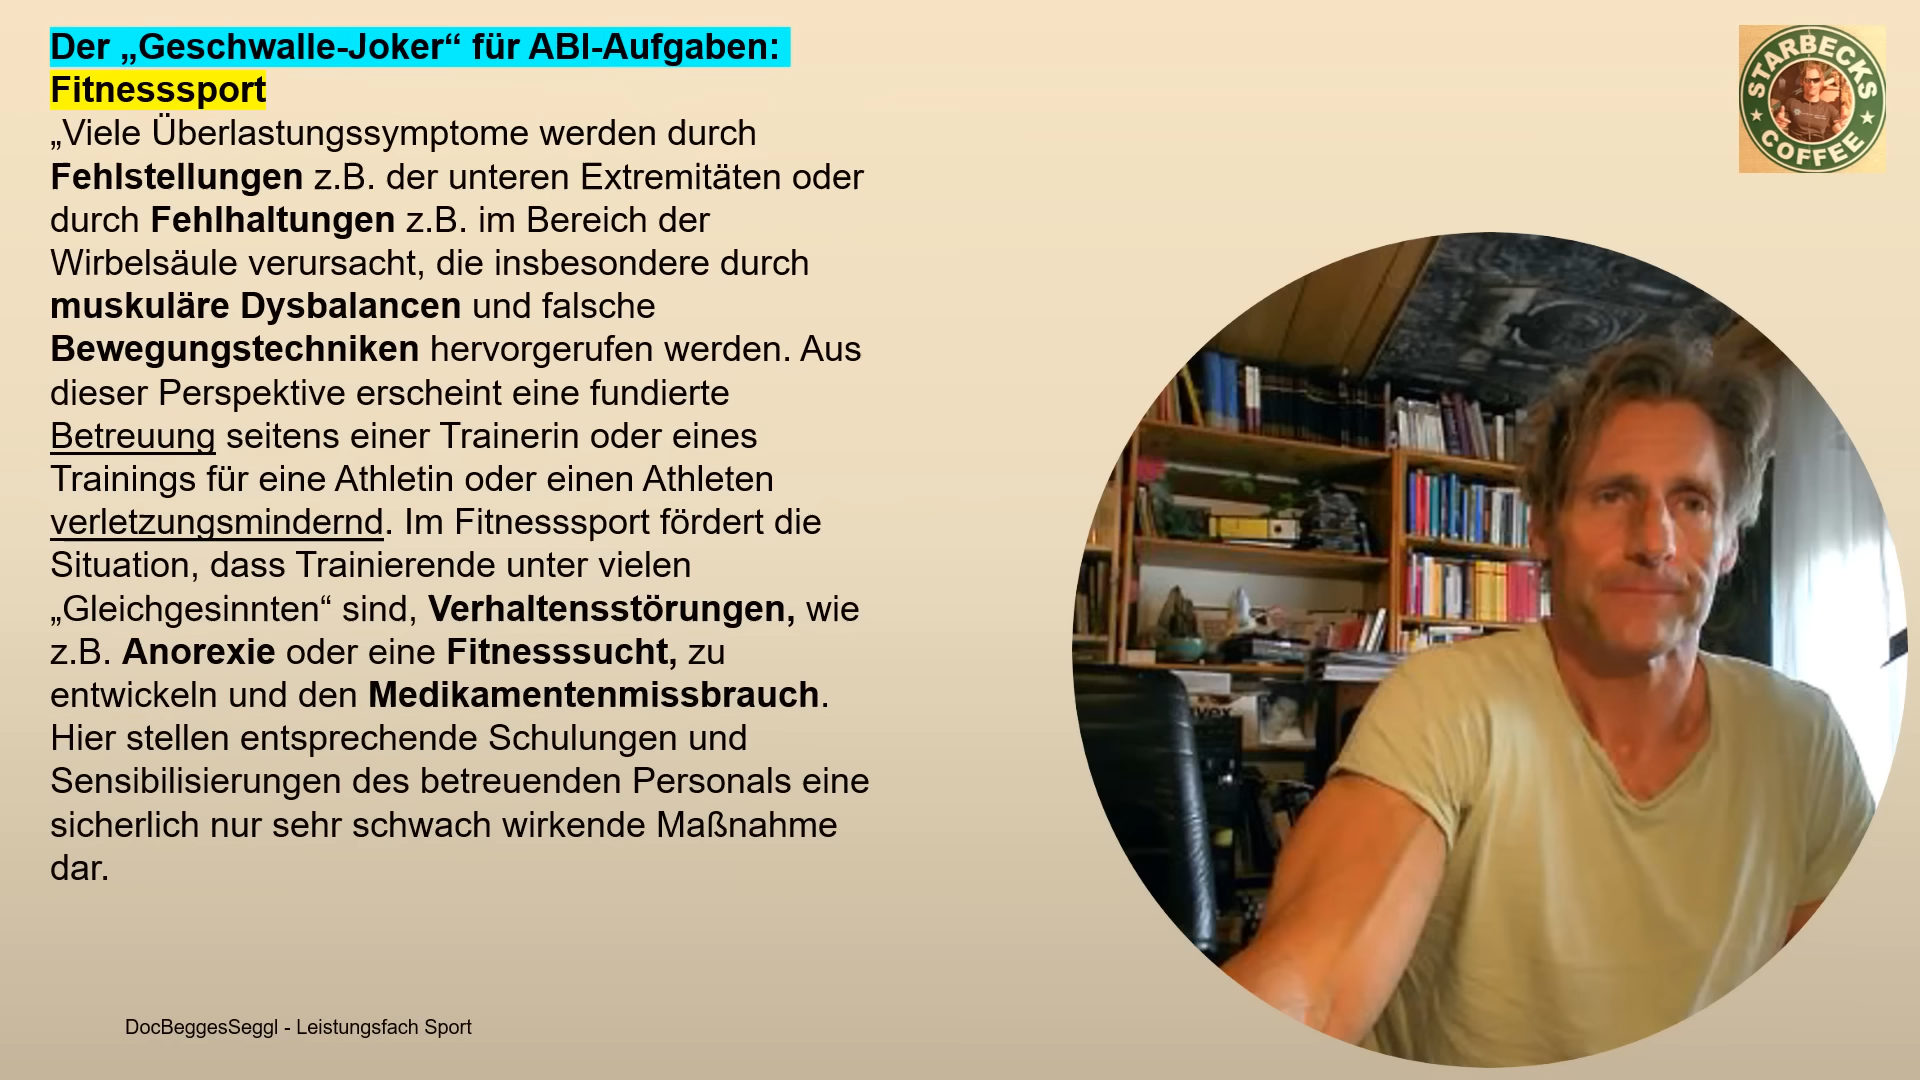 Der „Geschwalle-Joker“ für ABI-Aufgaben:
Fitnesssport
„Viele Überlastungssymptome werden durch
Fehlstellungen z.B. der unteren Extremitäten oder
durch Fehlhaltungen z.B. im Bereich der
Wirbelsäule verursacht, die insbesondere durch
muskuläre Dysbalancen und falsche
Bewegungstechniken hervorgerufen werden. Aus
dieser Perspektive erscheint eine fundierte
Betreuung seitens einer Trainerin oder eines
Trainings für eine Athletin oder einen Athleten
verletzungsmindernd. Im Fitnesssport fördert die
Situation, dass Trainierende unter vielen
„Gleichgesinnten“ sind, Verhaltensstörungen, wie
z.B. Anorexie oder eine Fitnesssucht, zu
entwickeln und den Medikamentenmissbrauch.
Hier stellen entsprechende Schulungen und
Sensibilisierungen des betreuenden Personals eine
sicherlich nur sehr schwach wirkende Maßnahme
dar.
DocBeggesSeggl - Leistungsfach Sport
STARBECKS
COFFEE